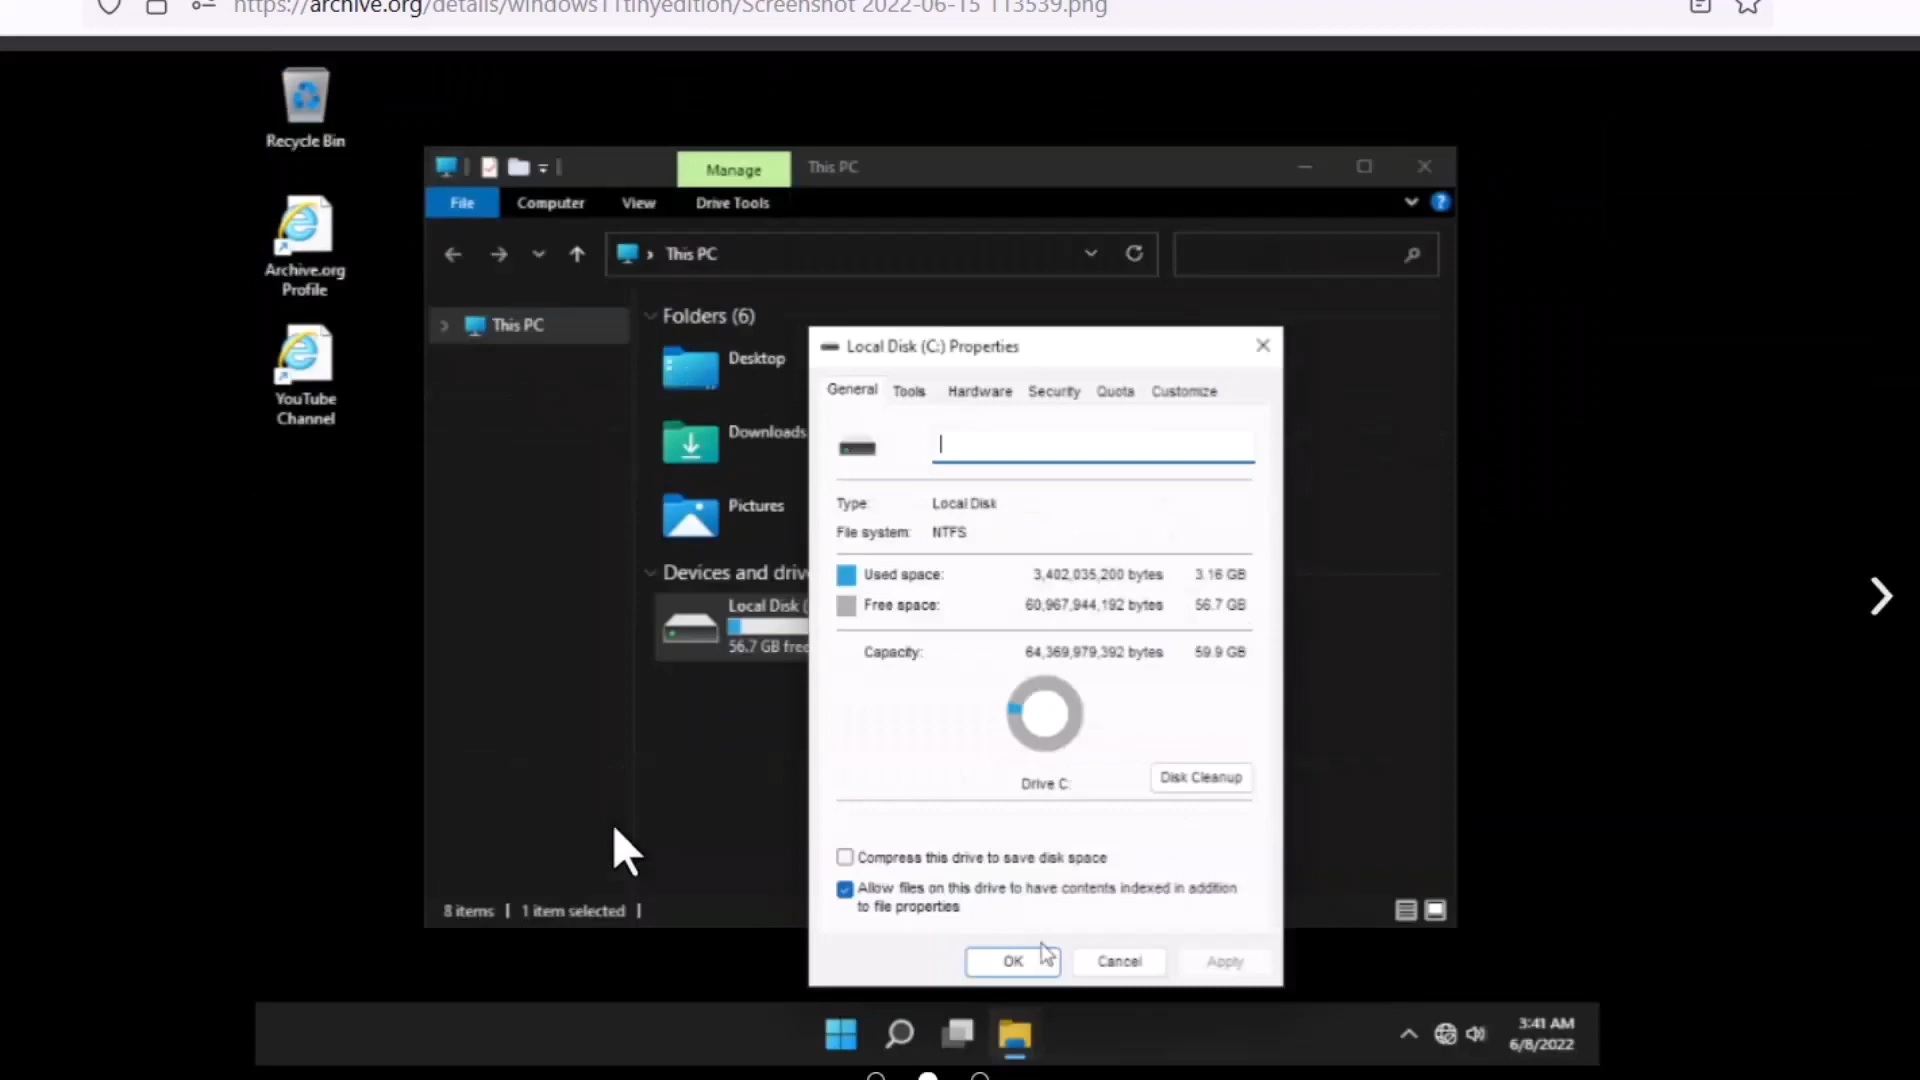 https://archive.org/details/windows11tinyedition/Screenshot 2022-06-15 113539.png
Recycle Bin
Archive.org
Profile
YouTube
Channel
Manage
This PC
File
Computer
View
Drive Tools
This PC
This PC
Folders (6)
Desktop
Downloads
Pictures
Devices and driv
Local Disk (
56.7 GB free
8 items
1 item selected
Local Disk (C:) Properties
General
Tools
Hardware
Security
Quota
Customize
Type:
Local Disk
File system:
NTFS
Used space:
3,402,035,200 bytes
3.16 GB
Free space:
60,967,944,192 bytes
56.7 GB
Capacity:
64,369,979,392 bytes
59.9 GB
Drive C:
Disk Cleanup
Compress this drive to save disk space
Allow files on this drive to have contents indexed in addition
to file properties
OK
Cancel
Apply
3:41 AM
6/8/2022